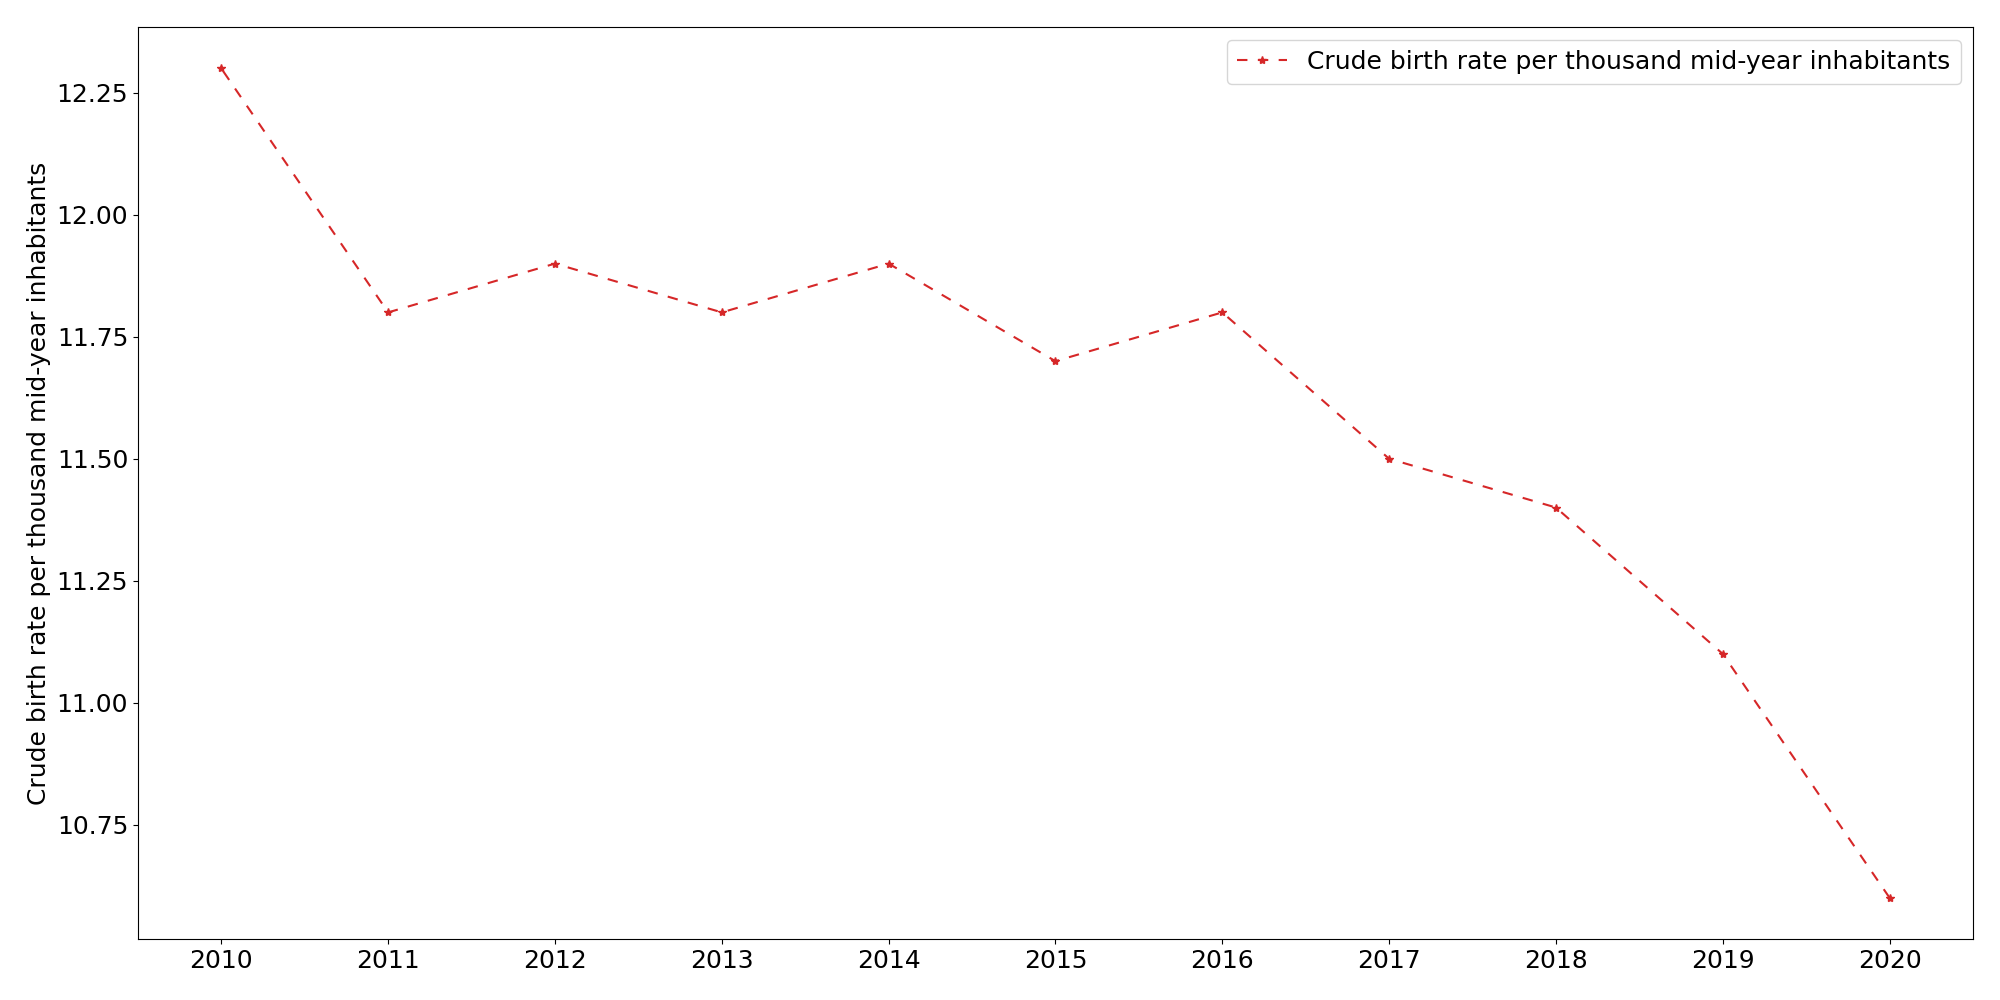 Crude birth rate per thousand mid-year inhabitants
Crude birth rate per thousand mid-year inhabitants
12.25
12.00
11.75
11.50
11.25
11.00
10.75
2010 2011 2012 2013 2014 2015 2016 2017 2018 2019 2020